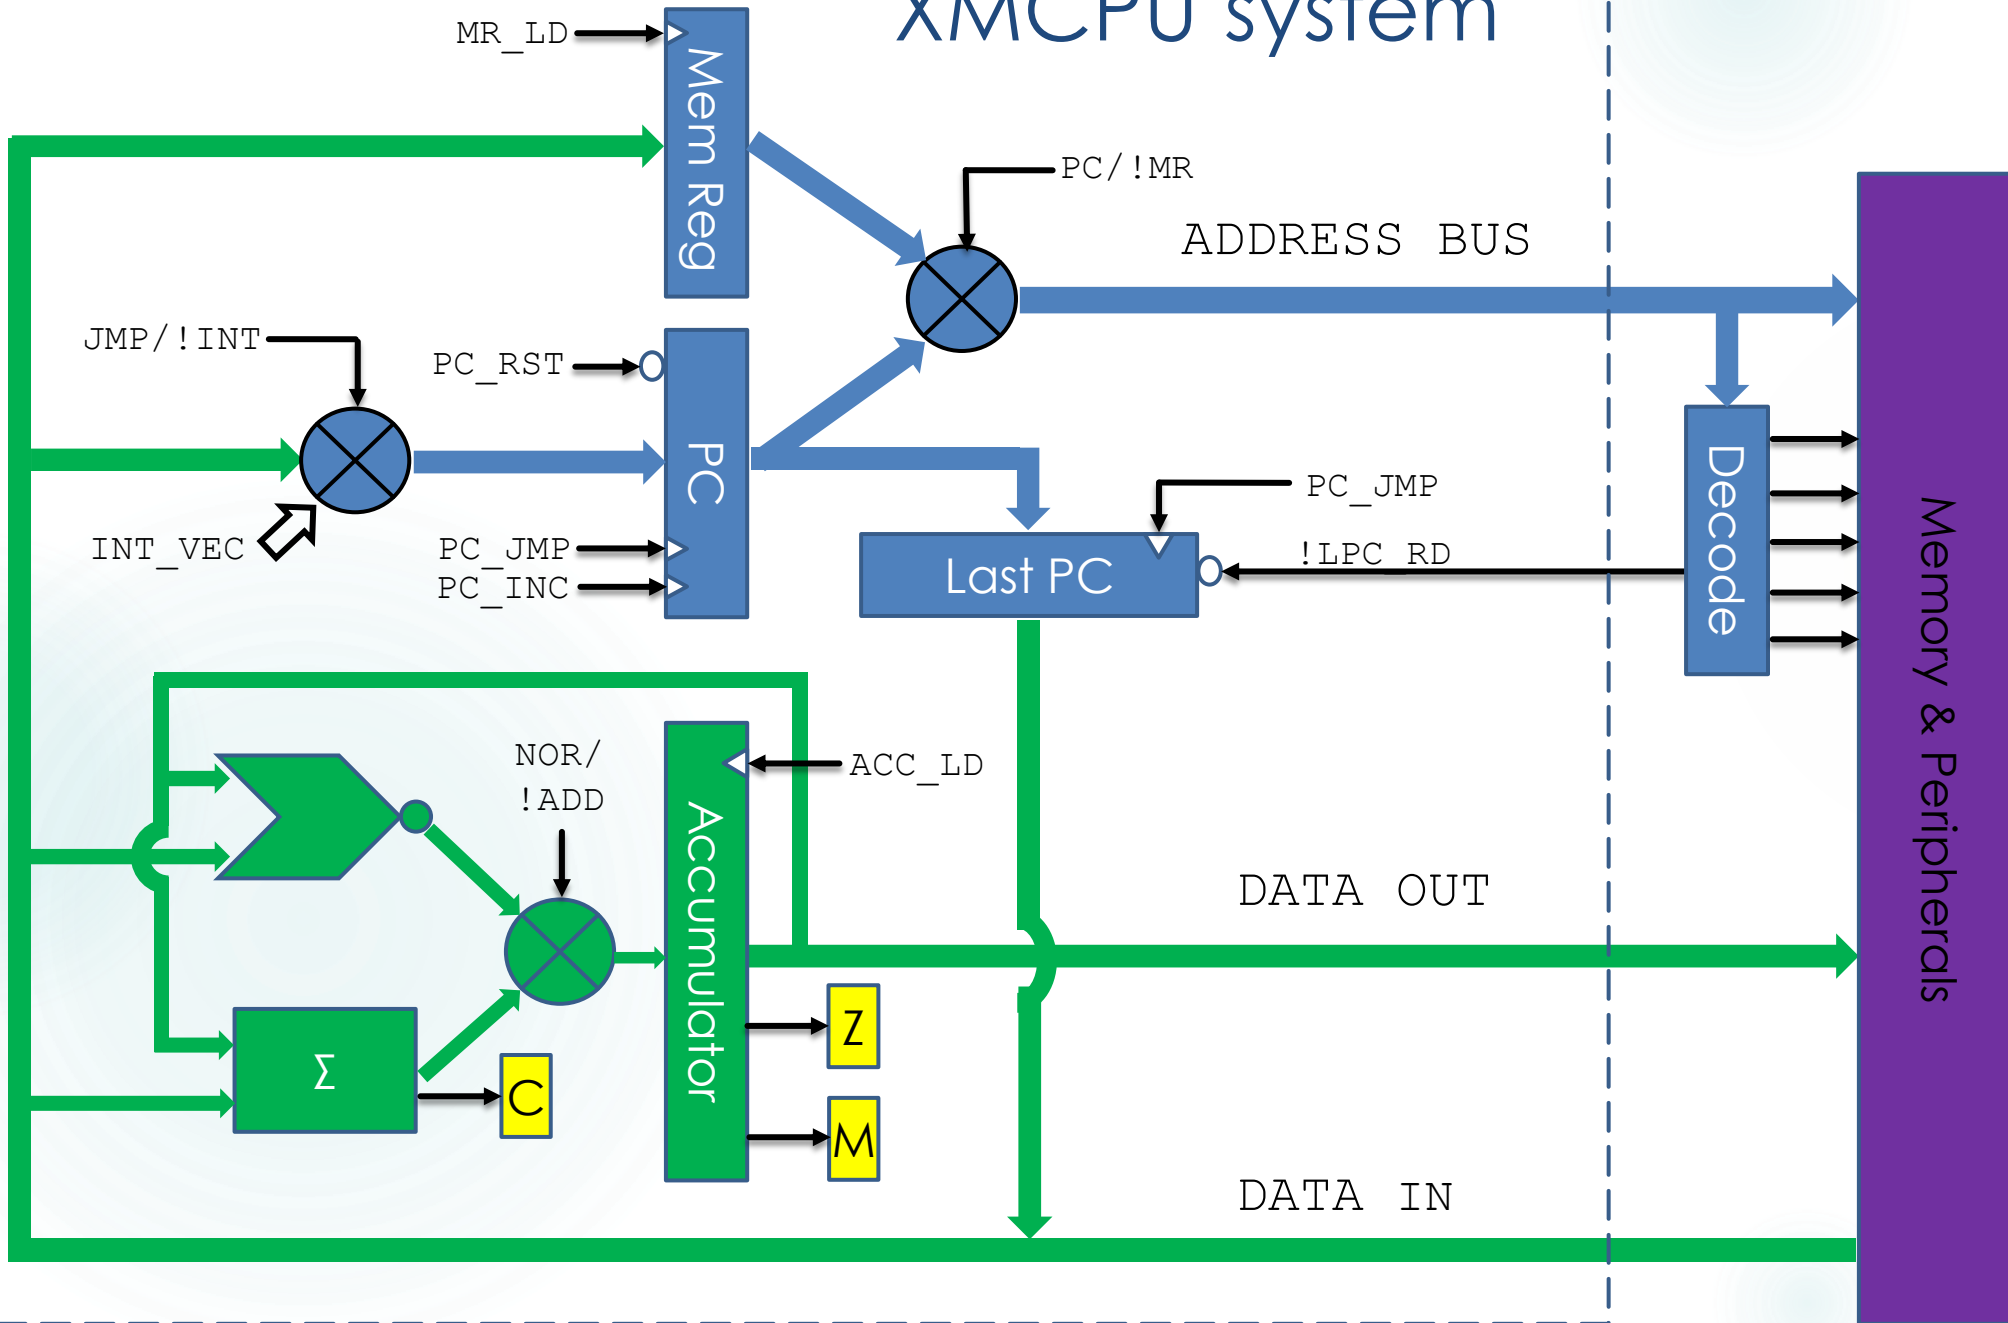 XMCPU system
MR_LD
Mem Reg
PC/!MR
ADDRESS BUS
JMP/!INT
PC_RST
PC
INT_VEC
PC_JMP
PC_INC
PC_JMP
!LPC_RD
Last PC
Decode
Memory & Peripherals
NOR/
!ADD
ACC_LD
Accumulator
DATA OUT
Z
Σ
C
M
DATA IN